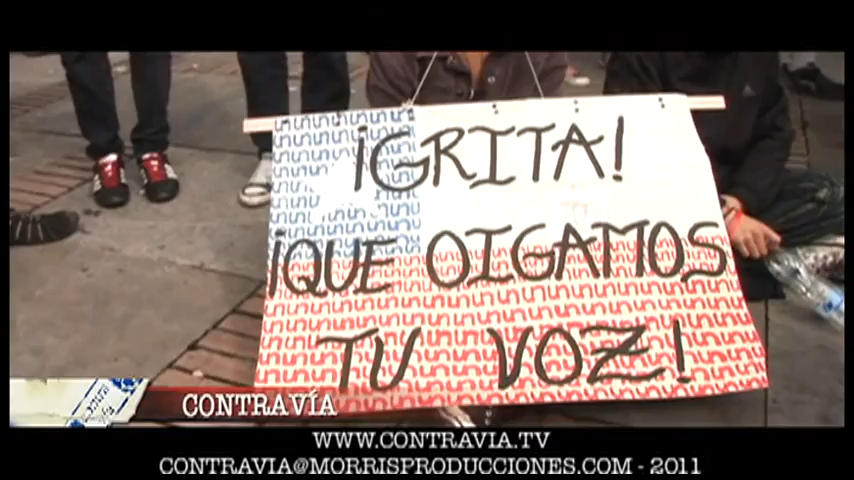 ¡GRITA!
¡QUE OIGAMOS
TU VOZ!
CONTRAVÍA
WWW.CONTRAVIA.TV
CONTRAVIA@MORRISPRODUCCIONES.COM - 2011